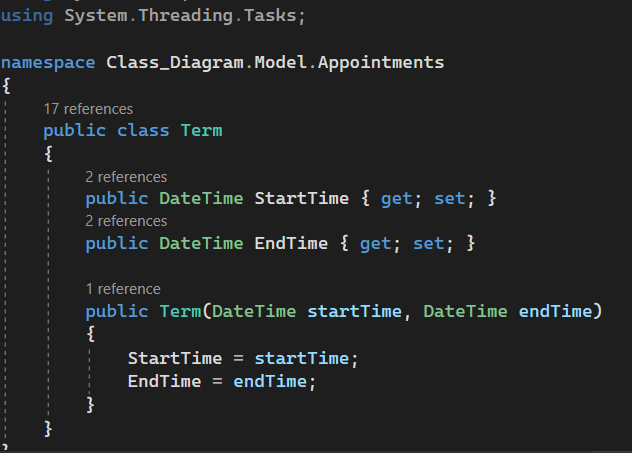 using System.Threading.Tasks;
namespace Class_Diagram.Model.Appointments
{
17 references
public class Term
{
2 references
public DateTime StartTime { get; set; }
2 references
public DateTime EndTime { get; set; }
1 reference
public Term(DateTime startTime, DateTime endTime)
{
StartTime = startTime;
EndTime = endTime;
}
}
}